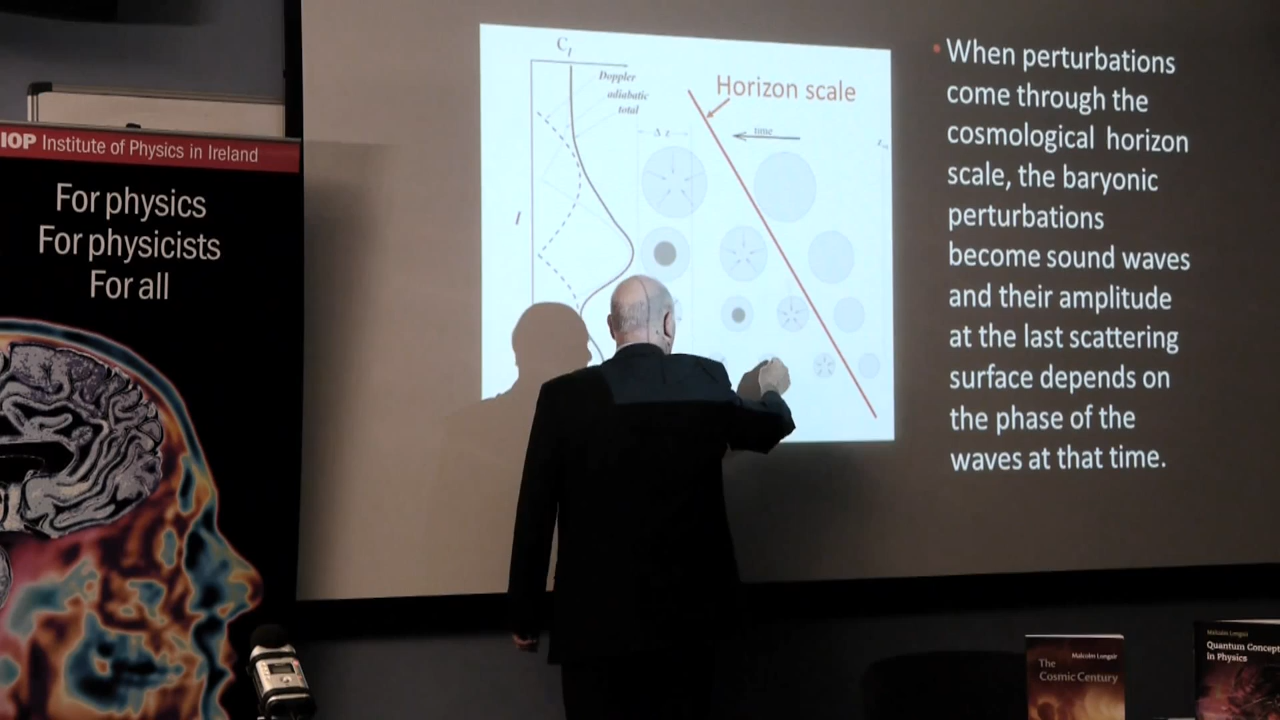 IOP Institute of Physics in Ireland
For physics
For physicists
For all
C_l
Doppler
adiabatic
total
l
Δ z
Horizon scale
time
• When perturbations
come through the
cosmological horizon
scale, the baryonic
perturbations
become sound waves
and their amplitude
at the last scattering
surface depends on
the phase of the
waves at that time.
Malcolm Longair
The
Cosmic Century
Malcolm Longair
Quantum Concept
in Physics